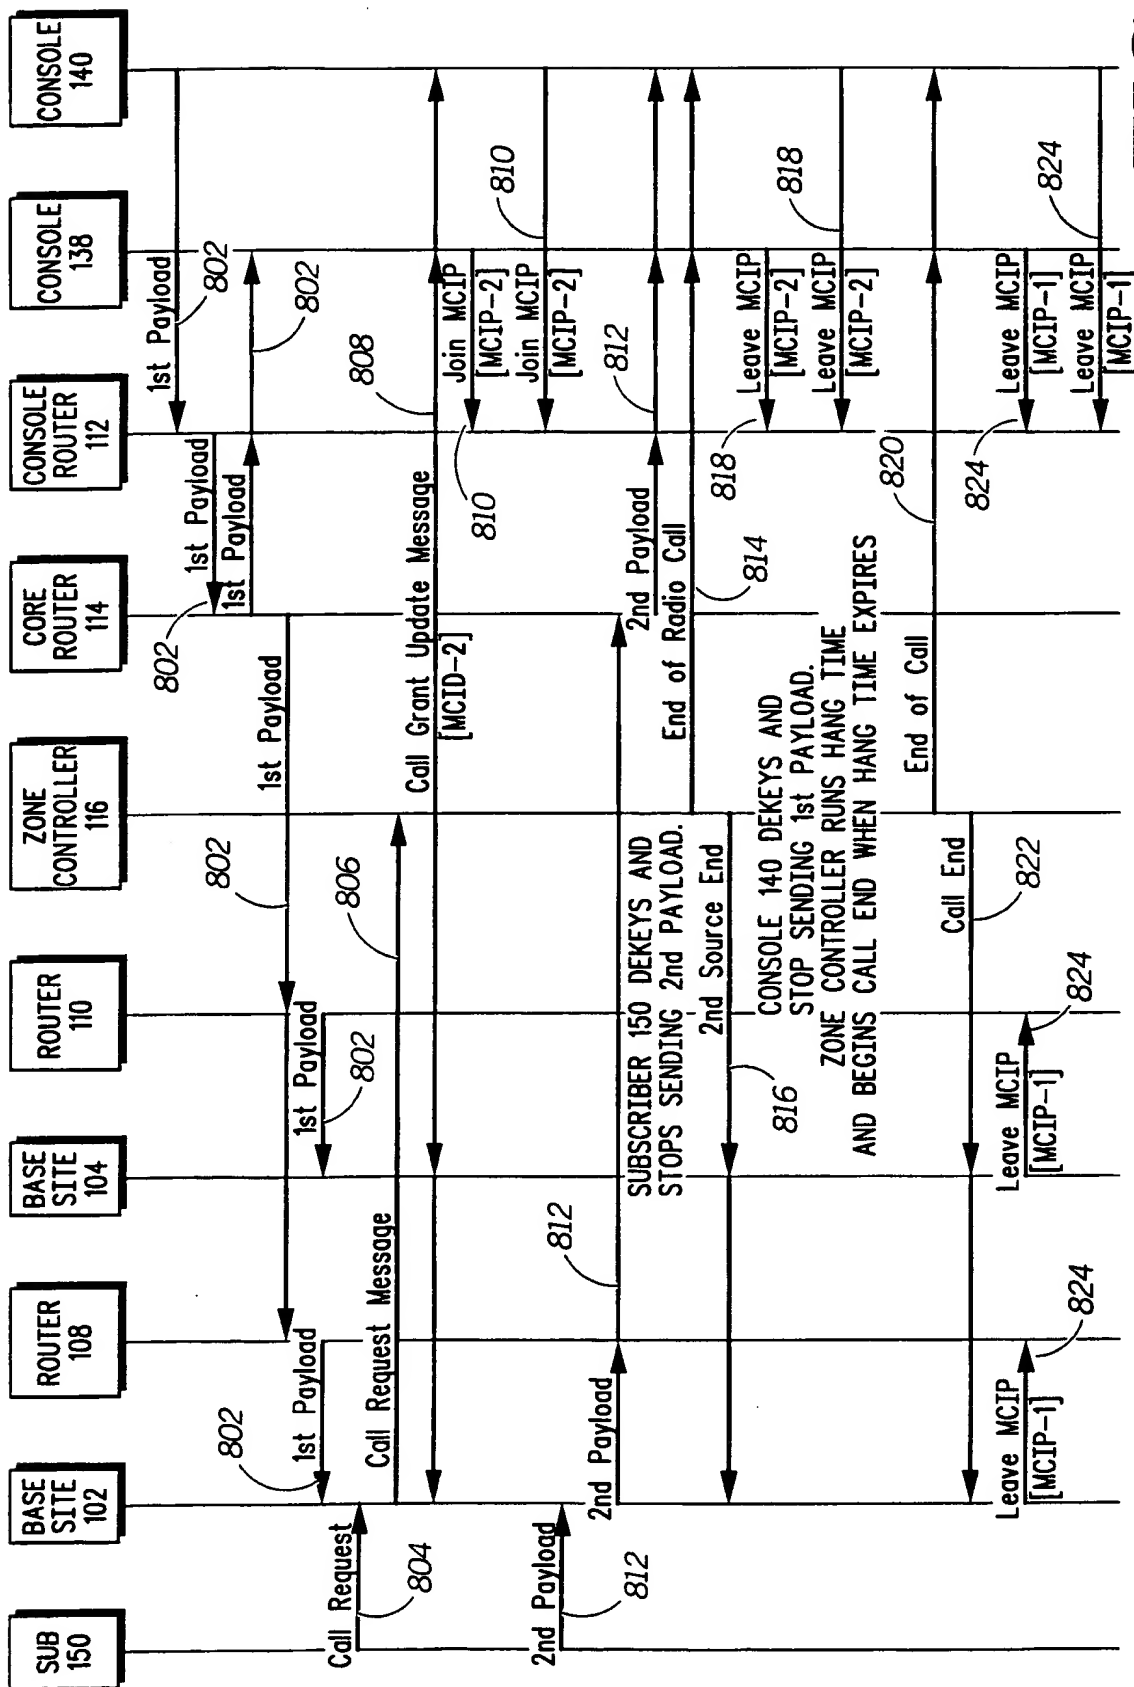 SUB
150
BASE
SITE
102
ROUTER
108
BASE
SITE
104
ROUTER
110
ZONE
CONTROLLER
116
CORE
ROUTER
114
CONSOLE
ROUTER
112
CONSOLE
138
CONSOLE
140
1st Payload
802
1st Payload
802
1st Payload
802
1st Payload
802
1st Payload
802
1st Payload
802
Call Request
804
Call Request Message
806
Call Grant Update Message
[MCID-2]
808
Join MCIP
[MCIP-2]
810
Join MCIP
[MCIP-2]
810
2nd Payload
812
2nd Payload
812
2nd Payload
812
SUBSCRIBER 150 DEKEYS AND
STOPS SENDING 2nd PAYLOAD.
End of Radio Call
814
2nd Source End
816
Leave MCIP
[MCIP-2]
818
Leave MCIP
[MCIP-2]
818
CONSOLE 140 DEKEYS AND
STOP SENDING 1st PAYLOAD.
ZONE CONTROLLER RUNS HANG TIME
AND BEGINS CALL END WHEN HANG TIME EXPIRES
End of Call
820
Call End
822
Leave MCIP
[MCIP-1]
824
Leave MCIP
[MCIP-1]
824
Leave MCIP
[MCIP-1]
824
Leave MCIP
[MCIP-1]
824